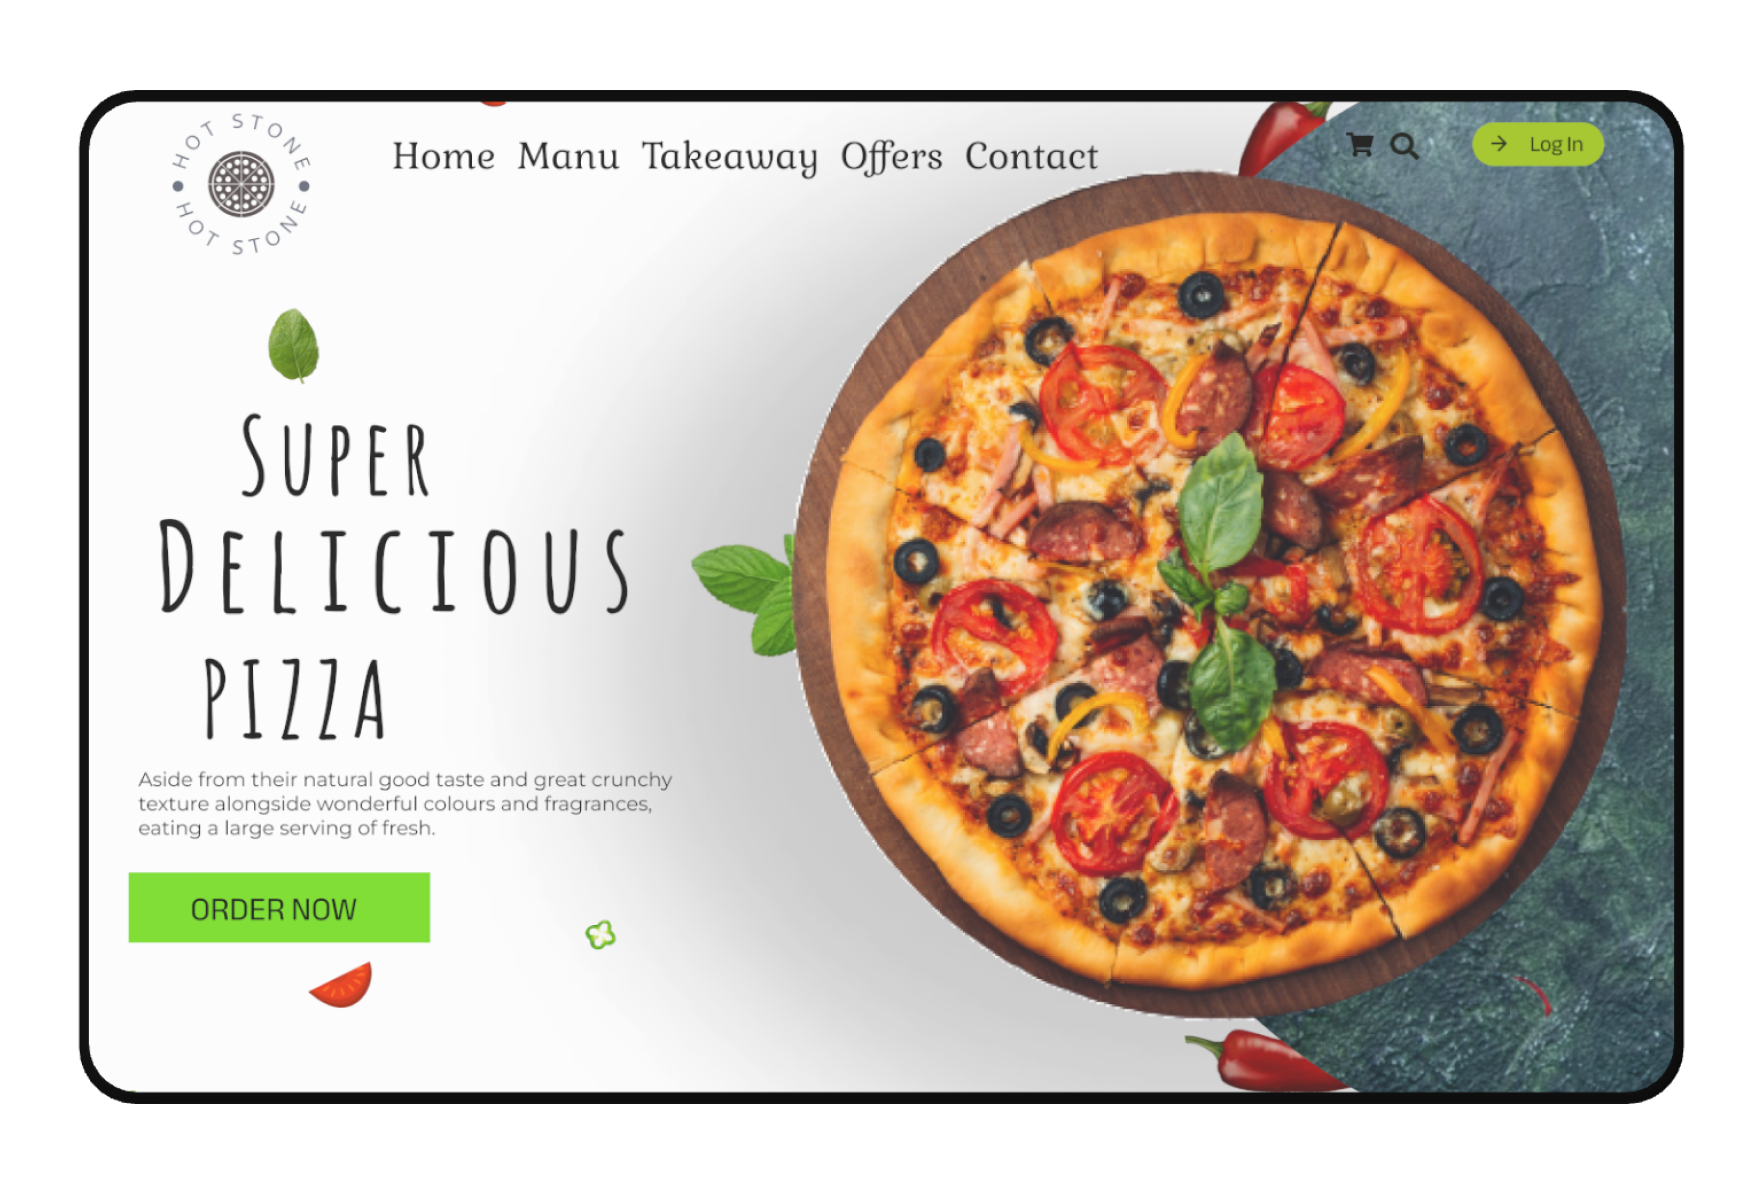 HOT STONE
HOT STONE
Home Manu Takeaway Offers Contact
Log In
SUPER
DELICIOUS
PIZZA
Aside from their natural good taste and great crunchy
texture alongside wonderful colours and fragrances,
eating a large serving of fresh.
ORDER NOW